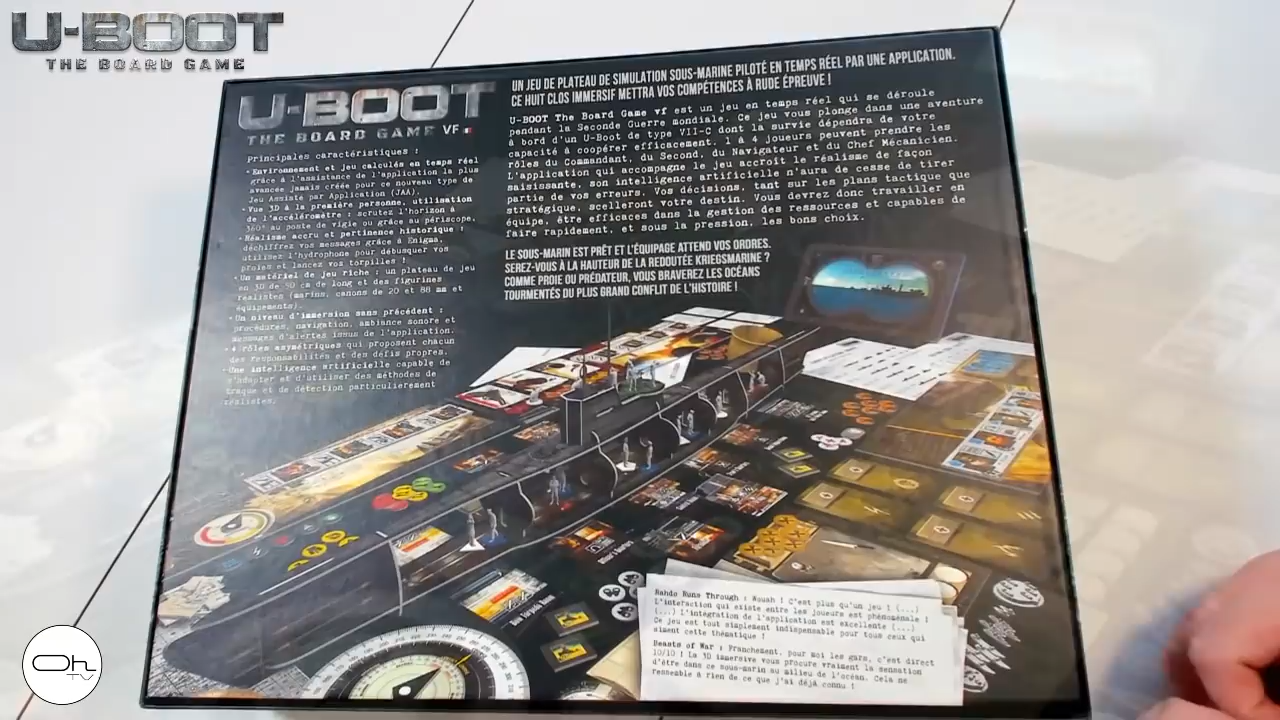 U-BOOT
THE BOARD GAME
U-BOOT
THE BOARD GAME VF
Principales caractéristiques :
• Environnement et jeu calculés en temps réel
grâce à l'assistance de l'application la plus
avancée jamais créée pour ce nouveau type de
Jeu Assisté par Application (JAA).
• Vue 3D à la première personne, utilisation
de l'accéléromètre : scrutez l'horizon à
360° au poste de vigie ou grâce au périscope.
• Réalisme accru et pertinence historique :
déchiffrez vos messages grâce à Enigma,
utilisez l'hydrophone pour débusquer vos
proies et lancez vos torpilles !
• Un matériel de jeu riche : un plateau de jeu
en 3D de 50 cm de long et des figurines
réalistes (marins, canons de 20 et 88 mm et
équipements).
• Un niveau d'immersion sans précédent :
procédures, navigation, ambiance sonore et
messages d'alertes issus de l'application.
• 4 rôles asymétriques qui proposent chacun
des responsabilités et des défis propres.
• Une intelligence artificielle capable de
s'adapter et d'utiliser des méthodes de
traque et de détection particulièrement
réalistes.
UN JEU DE PLATEAU DE SIMULATION SOUS-MARINE PILOTÉ EN TEMPS RÉEL PAR UNE APPLICATION.
CE HUIT CLOS IMMERSIF METTRA VOS COMPÉTENCES À RUDE ÉPREUVE !
U-BOOT The Board Game vf est un jeu en temps réel qui se déroule
pendant la Seconde Guerre mondiale. Ce jeu vous plonge dans une aventure
à bord d'un U-Boot de type VII-C dont la survie dépendra de votre
capacité à coopérer efficacement. 1 à 4 joueurs peuvent prendre les
rôles du Commandant, du Second, du Navigateur et du Chef Mécanicien.
L'application qui accompagne le jeu accroît le réalisme de façon
saisissante, son intelligence artificielle n'aura de cesse de tirer
partie de vos erreurs. Vos décisions, tant sur les plans tactique que
stratégique, scelleront votre destin. Vous devrez donc travailler en
équipe, être efficaces dans la gestion des ressources et capables de
faire rapidement, et sous la pression, les bons choix.
LE SOUS-MARIN EST PRÊT ET L'ÉQUIPAGE ATTEND VOS ORDRES.
SEREZ-VOUS À LA HAUTEUR DE LA REDOUTÉE KRIEGSMARINE ?
COMME PROIE OU PRÉDATEUR, VOUS BRAVEREZ LES OCÉANS
TOURMENTÉS DU PLUS GRAND CONFLIT DE L'HISTOIRE !
Rahdo Runs Through : Wouah ! C'est plus qu'un jeu ! (...)
L'interaction qui existe entre les joueurs est phénoménale :
(...) L'intégration de l'application est excellente (...)
Ce jeu est tout simplement indispensable pour tous ceux qui
aiment cette thématique !
Beasts of War : Franchement, pour moi les gars, c'est direct
10/10 ! La 3D immersive vous procure vraiment la sensation
d'être dans ce sous-marin au milieu de l'océan. Cela ne
ressemble à rien de ce que j'ai déjà connu !
Oh
TV